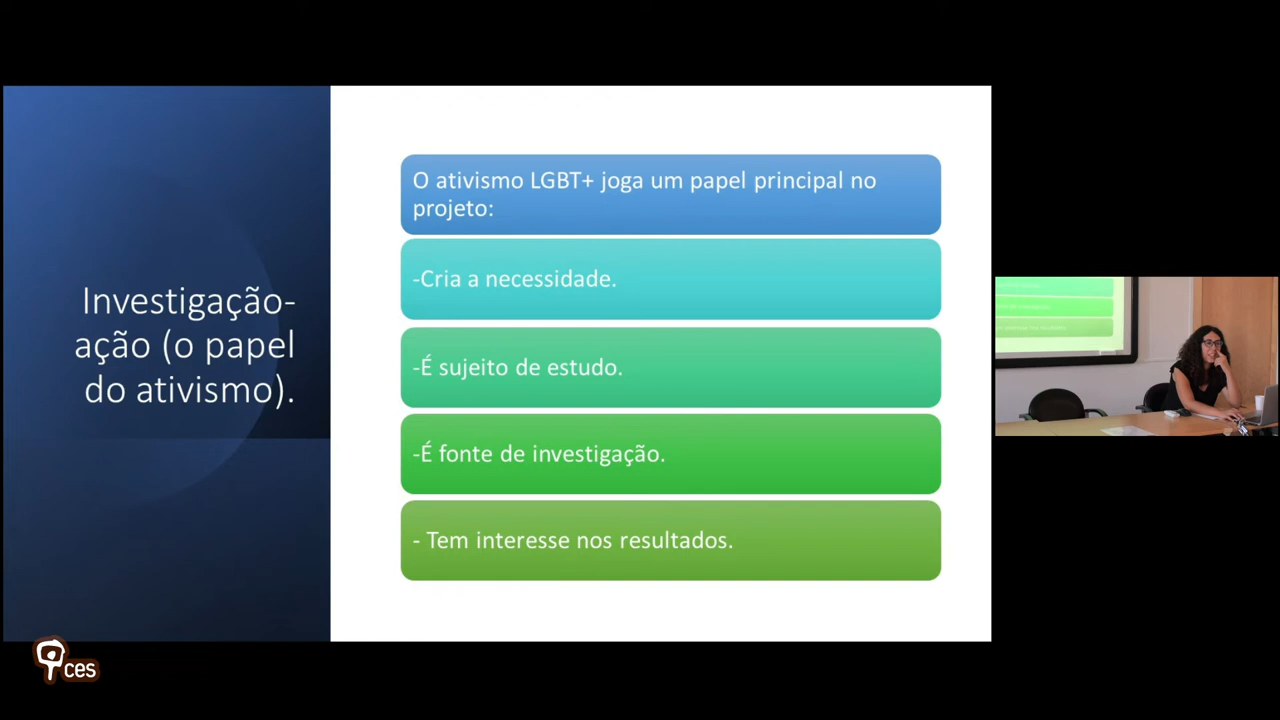 Investigação-
ação (o papel
do ativismo).
O ativismo LGBT+ joga um papel principal no
projeto:
-Cria a necessidade.
-É sujeito de estudo.
-É fonte de investigação.
- Tem interesse nos resultados.
ces